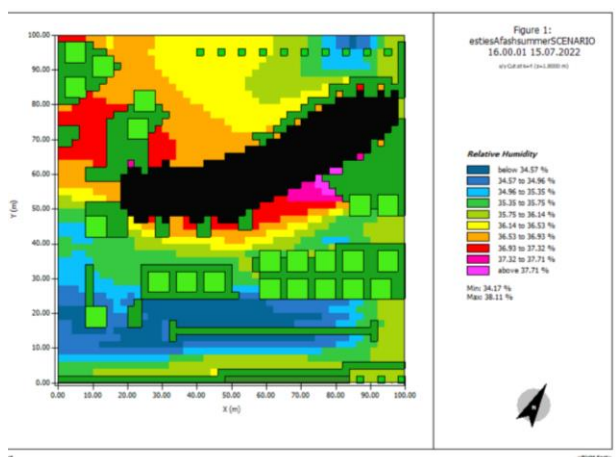 Figure 1:
estiesAfashsummerSCENARIO
16.00.01 15.07.2022
x/y Cut at k=4 (z=1.8000 m)
Relative Humidity
below 34.57 %
34.57 to 34.96 %
34.96 to 35.35 %
35.35 to 35.75 %
35.75 to 36.14 %
36.14 to 36.53 %
36.53 to 36.93 %
36.93 to 37.32 %
37.32 to 37.71 %
above 37.71 %
Min: 34.17 %
Max: 38.11 %
Y (m)
100.00
90.00
80.00
70.00
60.00
50.00
40.00
30.00
20.00
10.00
0.00
0.00 10.00 20.00 30.00 40.00 50.00 60.00 70.00 80.00 90.00 100.00
X (m)
N